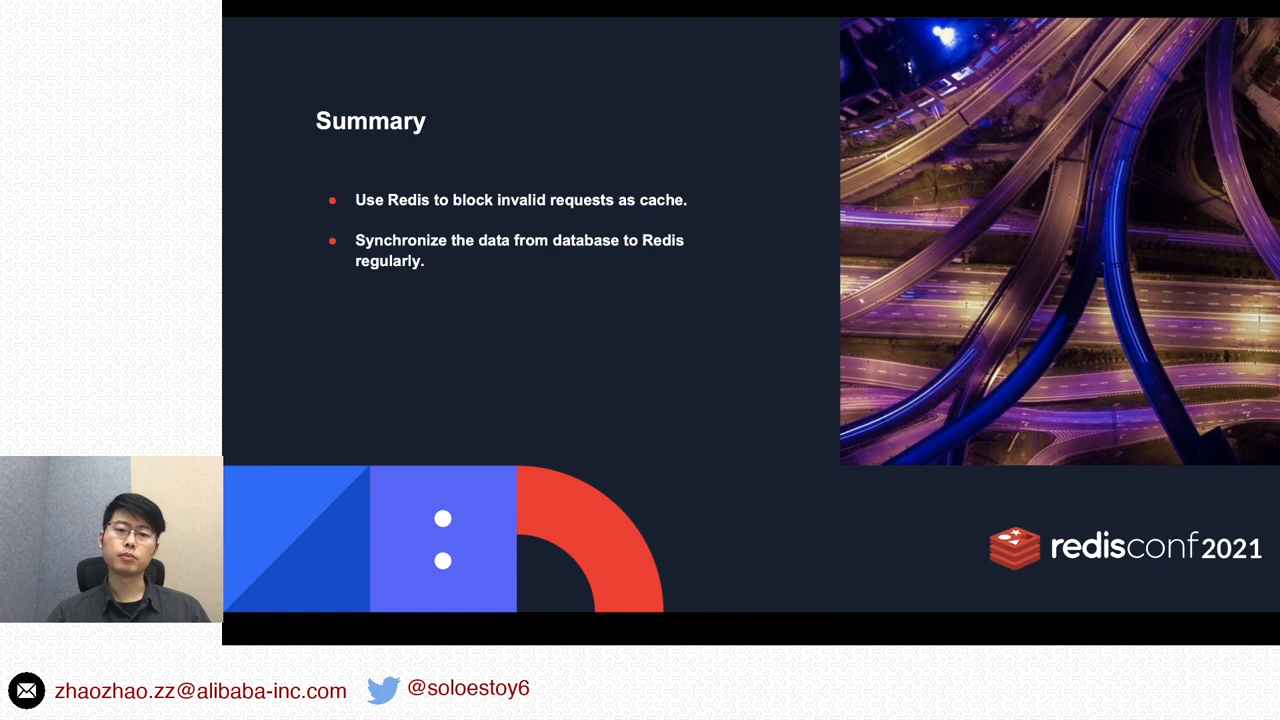 Summary
Use Redis to block invalid requests as cache.
Synchronize the data from database to Redis
regularly.
redisconf 2021
zhaozhao.zz@alibaba-inc.com
@soloestoy6